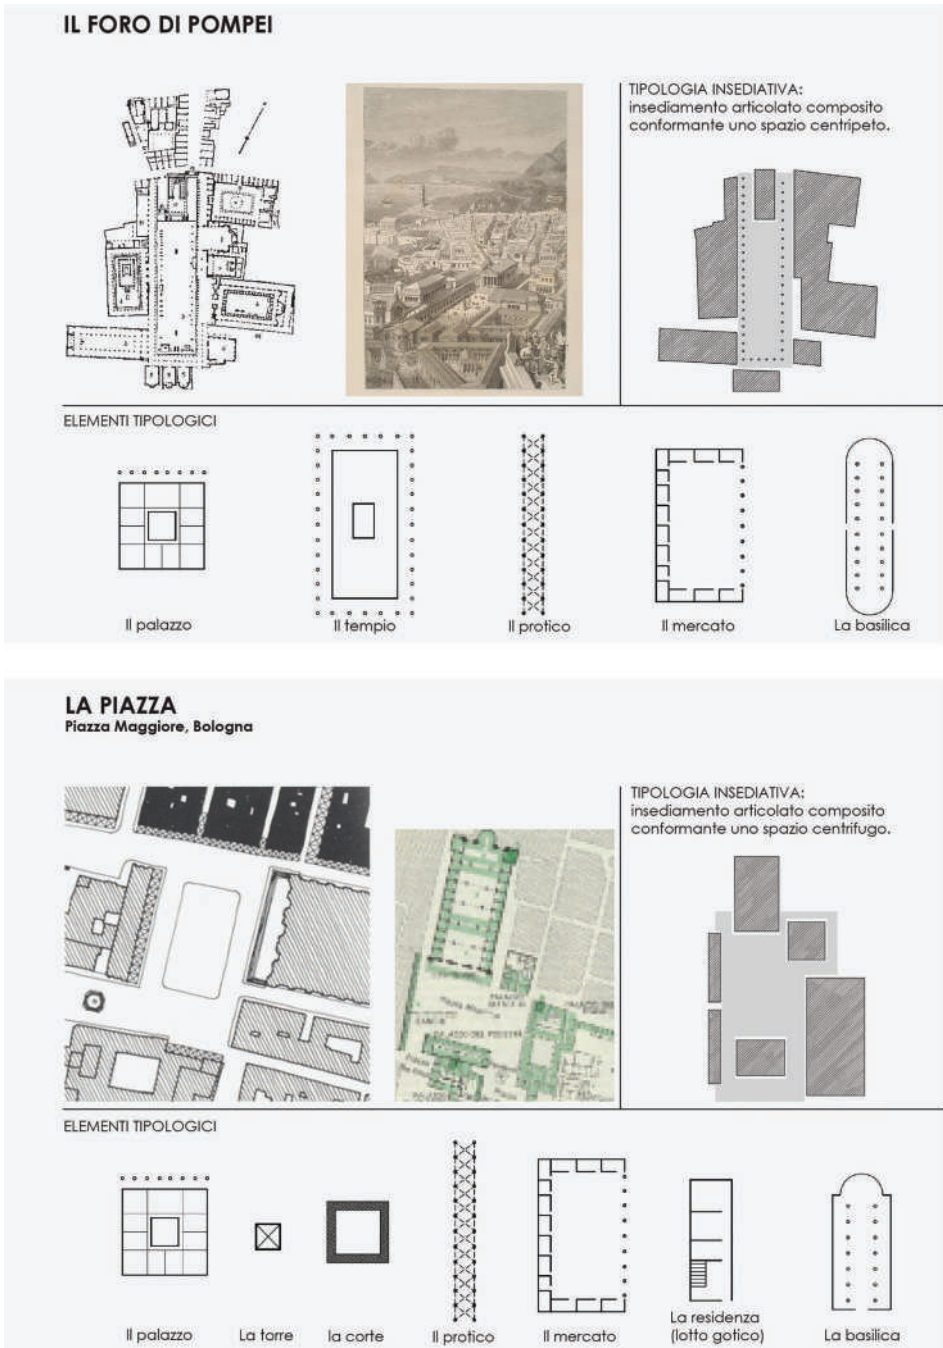 IL FORO DI POMPEI
TIPOLOGIA INSEDIATIVA:
insediamento articolato composito
conformante uno spazio centripeto.
ELEMENTI TIPOLOGICI
Il palazzo
Il tempio
Il protico
Il mercato
La basilica
LA PIAZZA
Piazza Maggiore, Bologna
TIPOLOGIA INSEDIATIVA:
insediamento articolato composito
conformante uno spazio centrifugo.
ELEMENTI TIPOLOGICI
Il palazzo
La torre
la corte
Il protico
Il mercato
La residenza
(lotto gotico)
La basilica